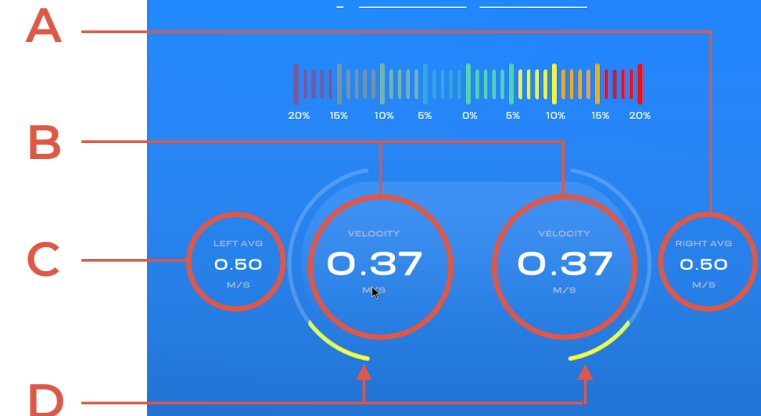 A
20% 15% 10% 5% 0% 5% 10% 15% 20%
B
VELOCITY VELOCITY
LEFT AVG RIGHT AVG
C
0.50 0.37 0.37 0.50
M/S M/S M/S M/S
D